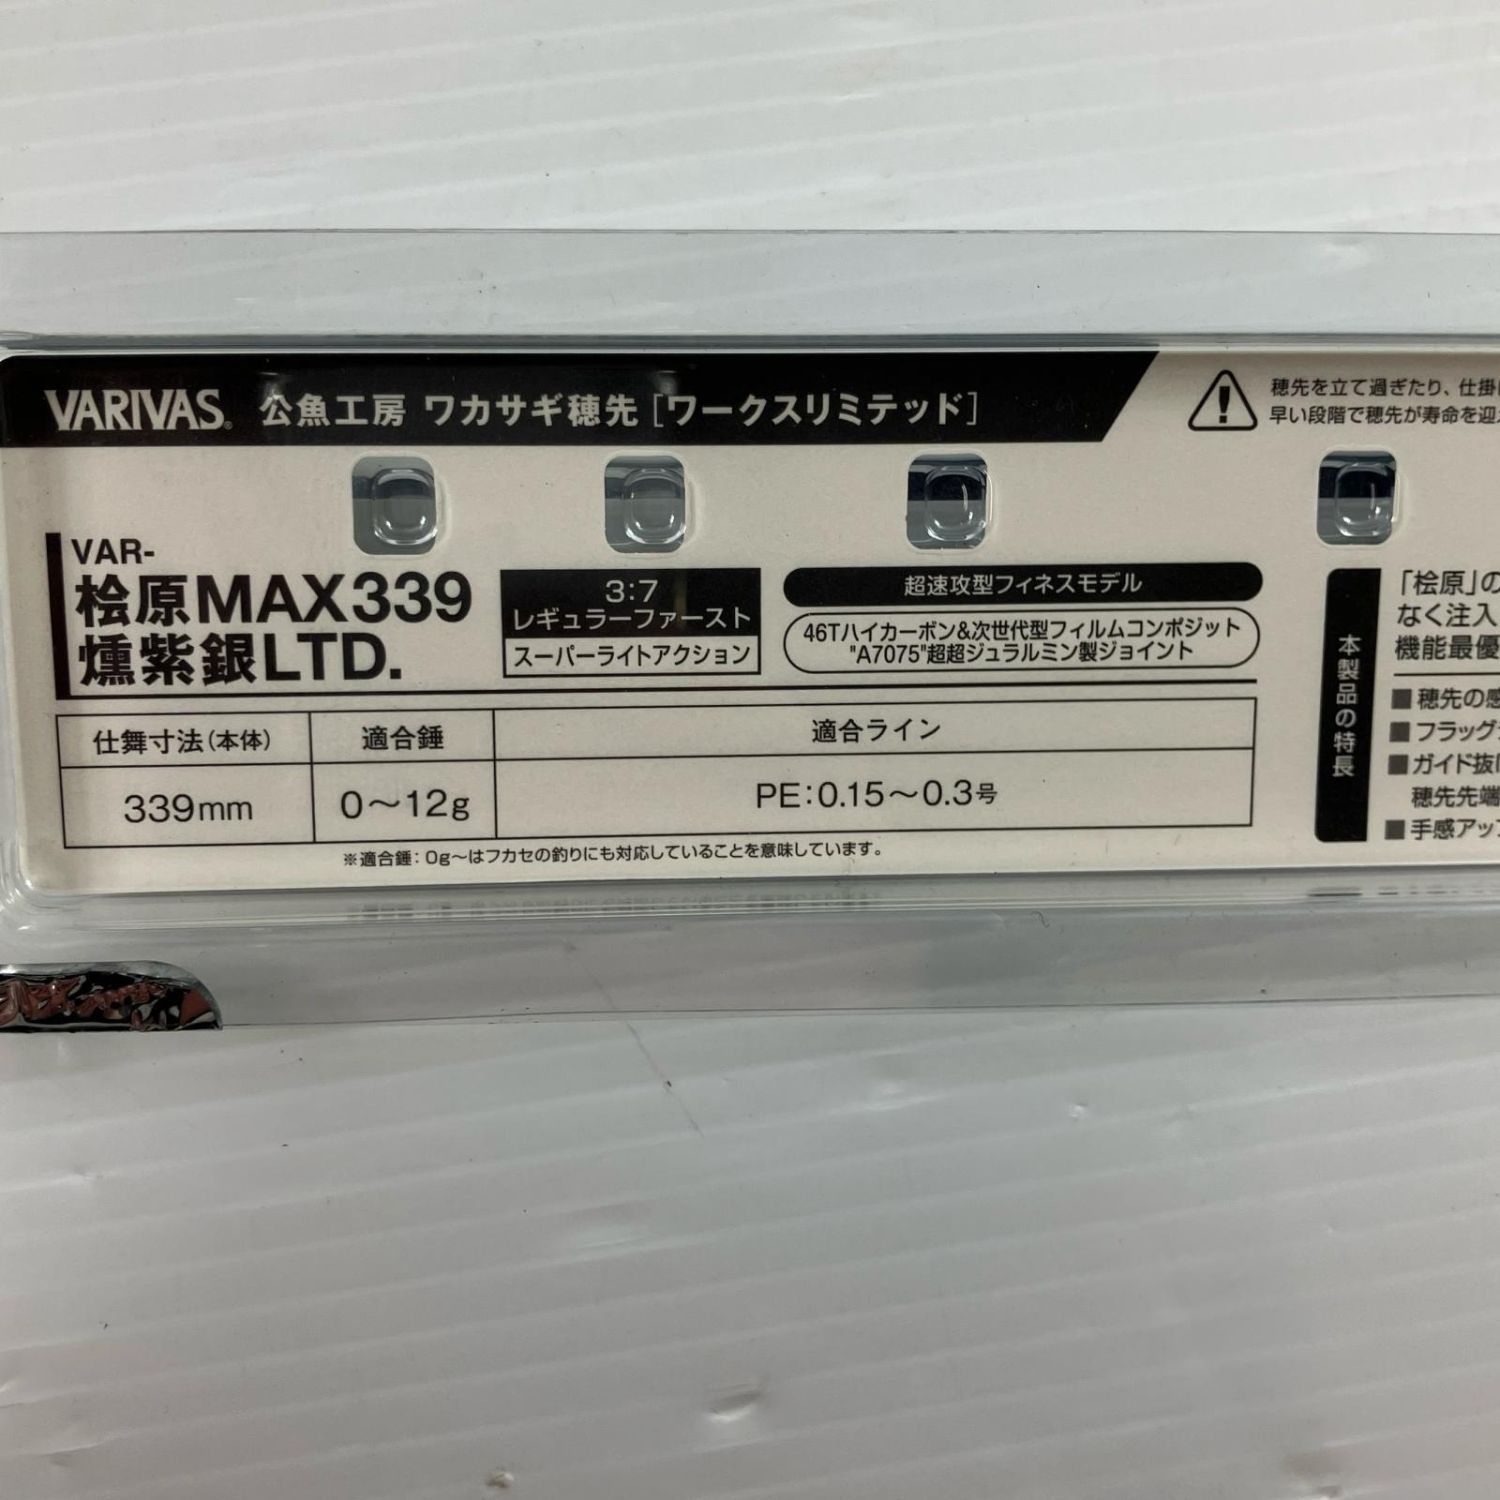 VARIVAS® 公魚工房 ワカサギ穂先 [ワークスリミテッド]
穂先を立て過ぎたり、仕掛
早い段階で穂先が寿命を迎
VAR-
桧原MAX339
燻紫銀LTD.
3:7
レギュラーファースト
スーパーライトアクション
超速攻型フィネスモデル
46Tハイカーボン&次世代型フィルムコンポジット
"A7075"超超ジュラルミン製ジョイント
仕舞寸法(本体) 適合錘 適合ライン
339mm 0〜12g PE:0.15〜0.3号
※適合錘:0g〜はフカセの釣りにも対応していることを意味しています。
本製品の特長
「桧原」の
なく注入
機能最優
■穂先の感
■フラッグ
■ガイド抜
穂先先端
■手感アッ